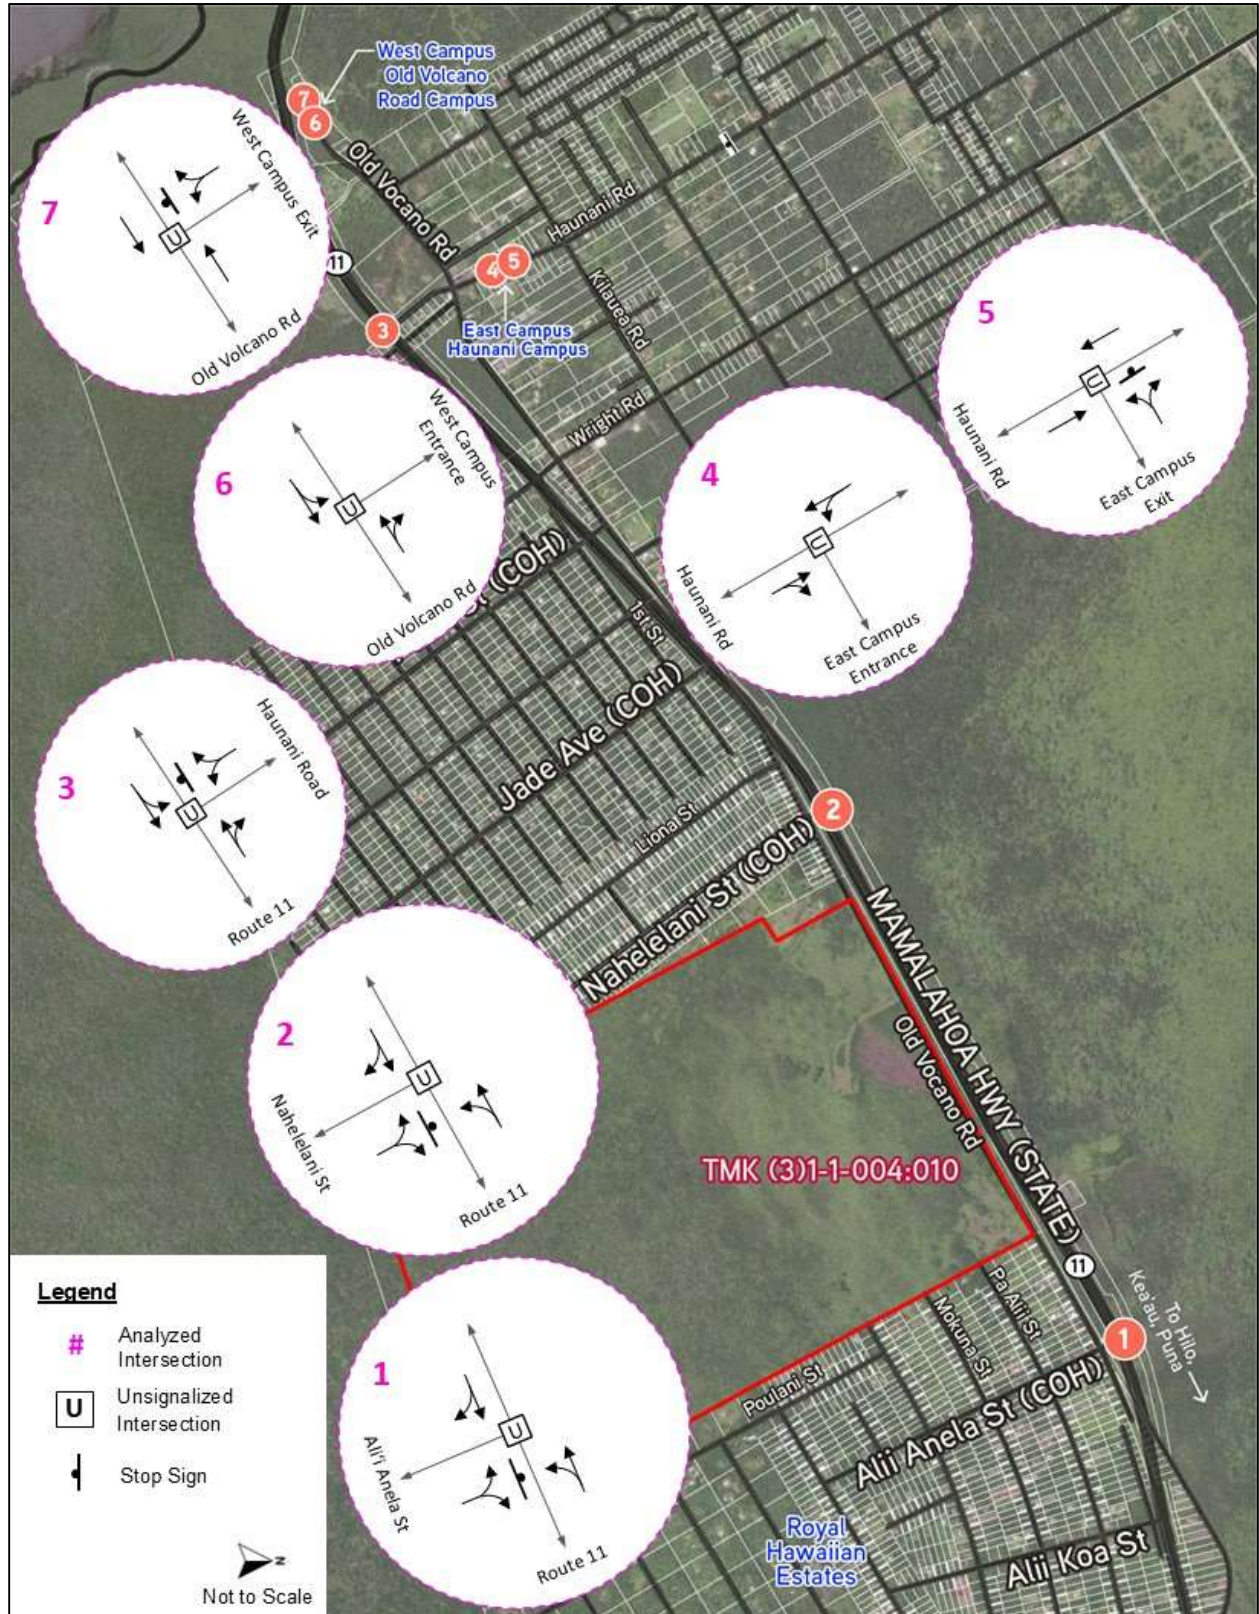 West Campus
Old Volcano
Road Campus
7
6
Old Vocano Rd
Haunani Rd
11
4
5
3
East Campus
Haunani Campus
Kilauea Rd
Wright Rd
7
West Campus Exit
U
Old Volcano Rd
5
U
Haunani Rd
East Campus
Exit
6
West Campus
Entrance
U
Old Volcano Rd
4
U
Haunani Rd
East Campus
Entrance
(COH)
1st St
Jade Ave (COH)
Liona St
2
Nahelelani St (COH)
3
Haunani Road
U
Route 11
MAMALAHOA HWY (STATE)
Old Vocano Rd
2
U
Nahelelani St
Route 11
TMK (3)1-1-004:010
11
To Hilo,
Kea'au, Puna
1
Pa Alii St
Mokuna St
Poulani St
Alii Anela St (COH)
1
U
Ali'i Anela St
Route 11
Royal
Hawaiian
Estates
Alii Koa St
Legend
# Analyzed
Intersection
U Unsignalized
Intersection
Stop Sign
N
Not to Scale